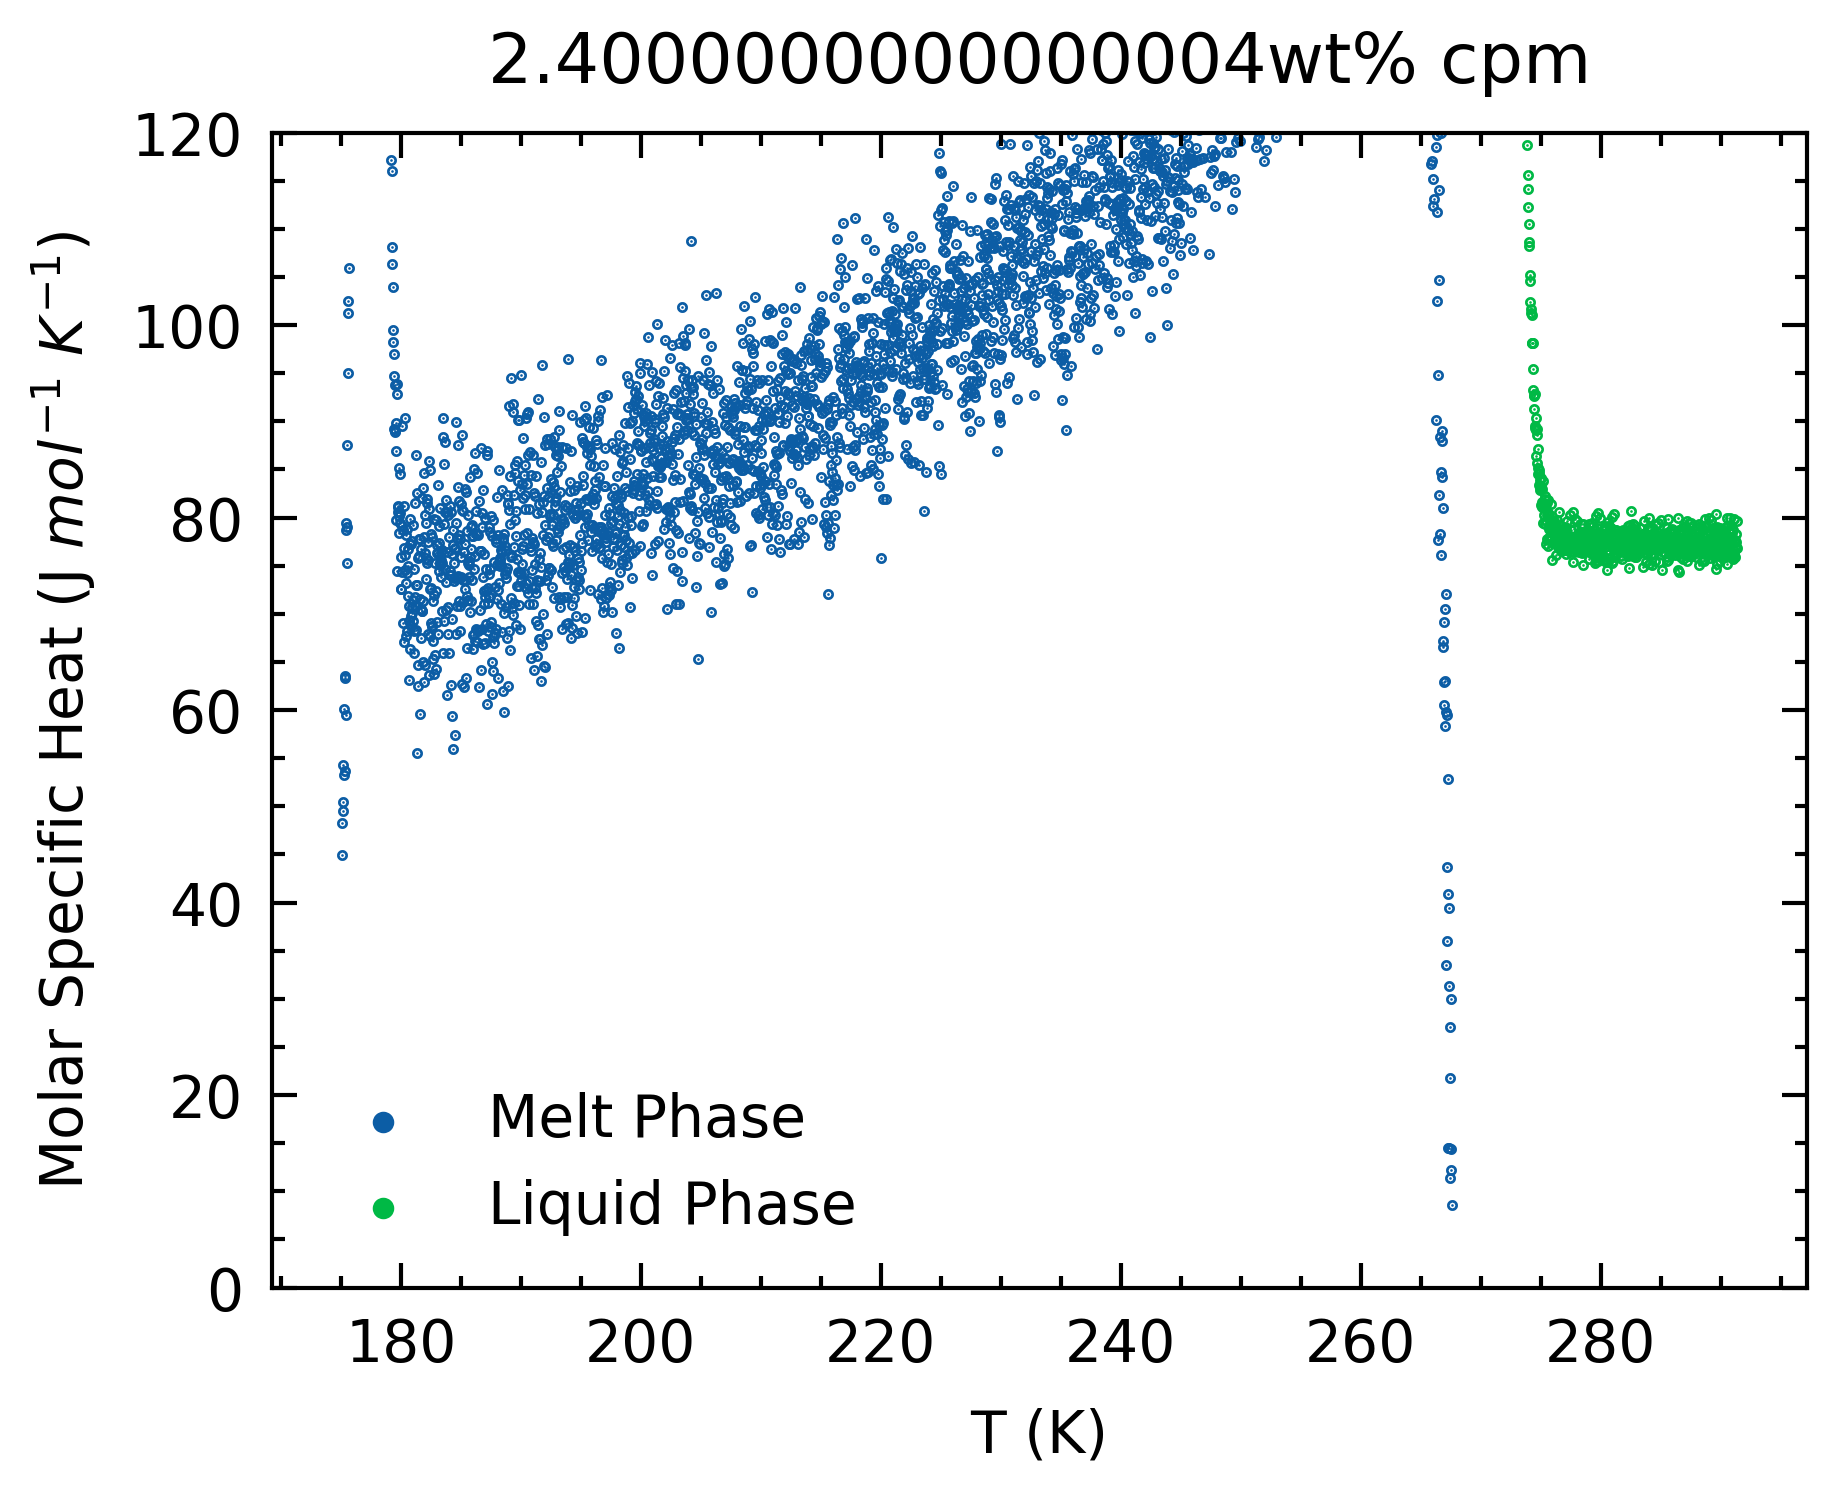 2.4000000000000004wt% cpm
Molar Specific Heat (J mol⁻¹ K⁻¹)
120
100
80
60
40
20
0
Melt Phase
Liquid Phase
180 200 220 240 260 280
T (K)